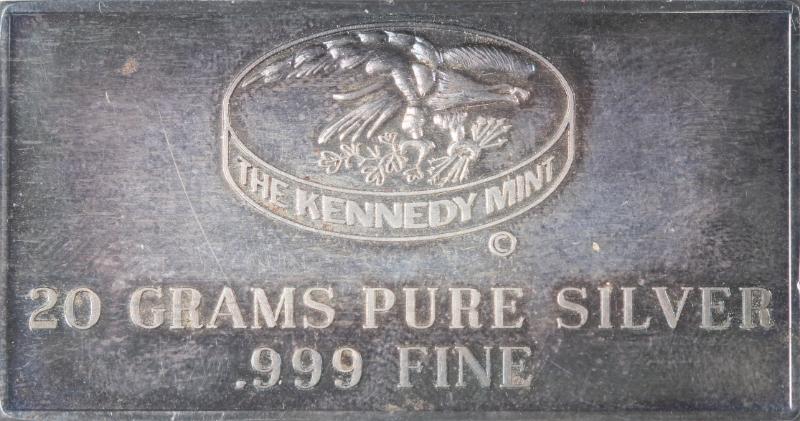 THE KENNEDY MINT
©
20 GRAMS PURE SILVER
.999 FINE